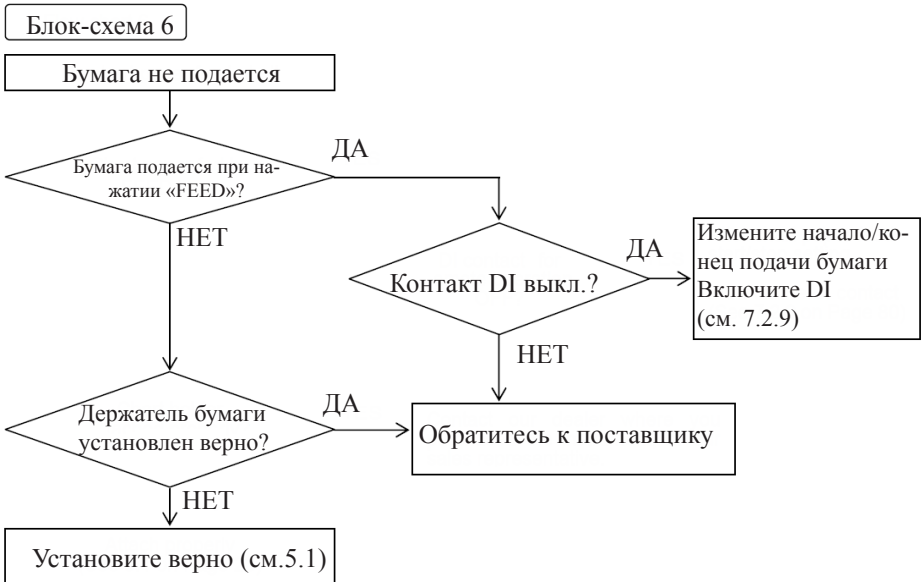 Блок-схема 6
Бумага не подается
ДА
Бумага подается при на-
жатии «FEED»?
НЕТ
Измените начало/ко-
нец подачи бумаги
Включите DI
(см. 7.2.9)
ДА
Контакт DI выкл.?
НЕТ
Держатель бумаги
установлен верно?
ДА
Обратитесь к поставщику
НЕТ
Установите верно (см.5.1)